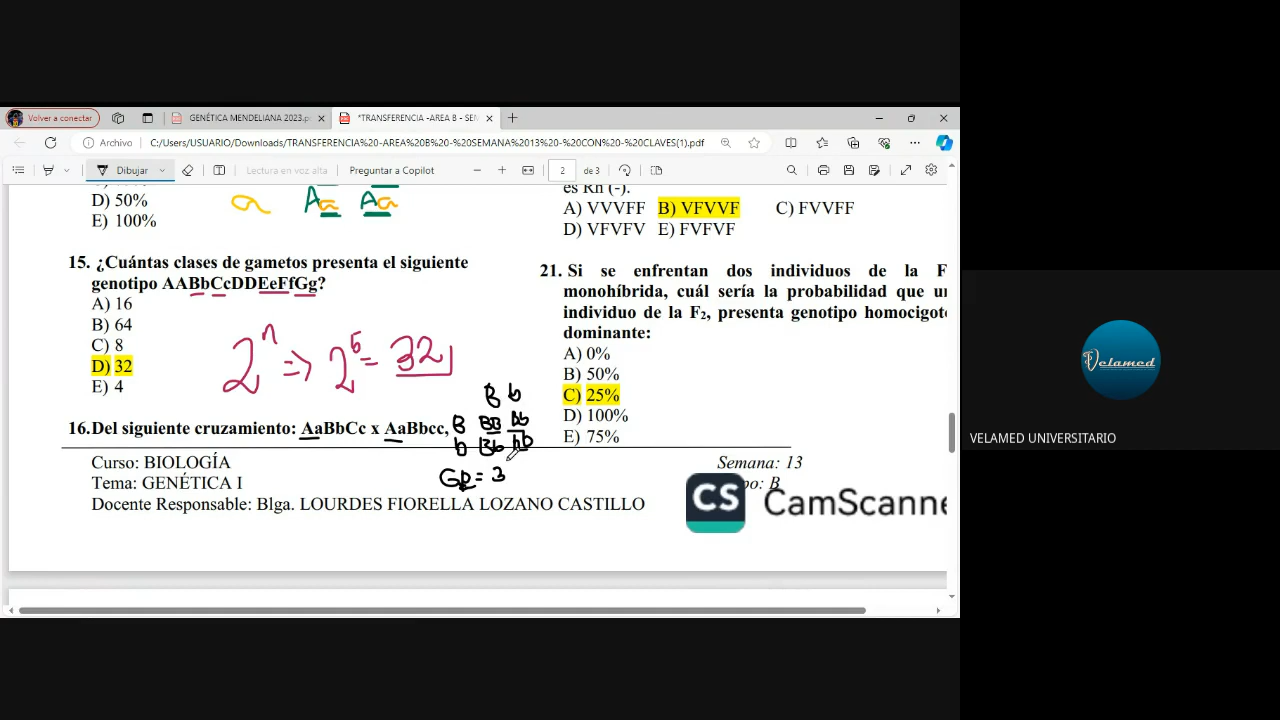 Volver a conectar
GENÉTICA MENDELIANA 2023.p
*TRANSFERENCIA -AREA B - SEM
Archivo
C:/Users/USUARIO/Downloads/TRANSFERENCIA%20-AREA%20B%20-%20SEMANA%2013%20-%20CON%20-%20CLAVES(1).pdf
Dibujar
Lectura en voz alta
Preguntar a Copilot
2
de 3
D) 50%
E) 100%
a Aa Aa
15. ¿Cuántas clases de gametos presenta el siguiente
genotipo AABbCcDDEeFfGg?
A) 16
B) 64
C) 8
D) 32
E) 4
2ⁿ => 2⁵ = 32
16.Del siguiente cruzamiento: AaBbCc x AaBbcc,
B b
B BB Bb
b Bb bb
= 3
Curso: BIOLOGÍA
Tema: GENÉTICA I
Docente Responsable: Blga. LOURDES FIORELLA LOZANO CASTILLO
es Rh (-).
A) VVVFF B) VFVVF C) FVVFF
D) VFVFV E) FVFVF
21. Si se enfrentan dos individuos de la F
monohíbrida, cuál sería la probabilidad que un
individuo de la F₂, presenta genotipo homocigoto
dominante:
A) 0%
B) 50%
C) 25%
D) 100%
E) 75%
Semana: 13
B
CS CamScanne
Velamed
VELAMED UNIVERSITARIO